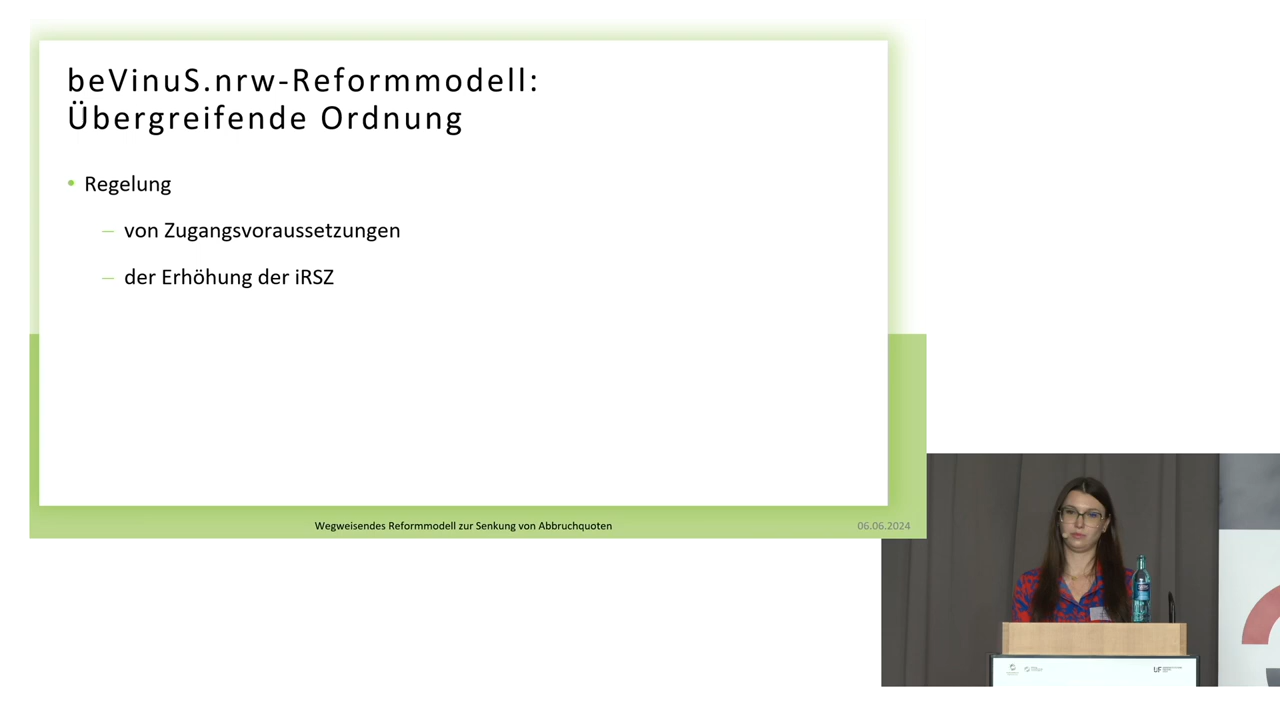 beVinuS.nrw-Reformmodell:
Übergreifende Ordnung
• Regelung
– von Zugangsvoraussetzungen
– der Erhöhung der iRSZ
Wegweisendes Reformmodell zur Senkung von Abbruchquoten
06.06.2024